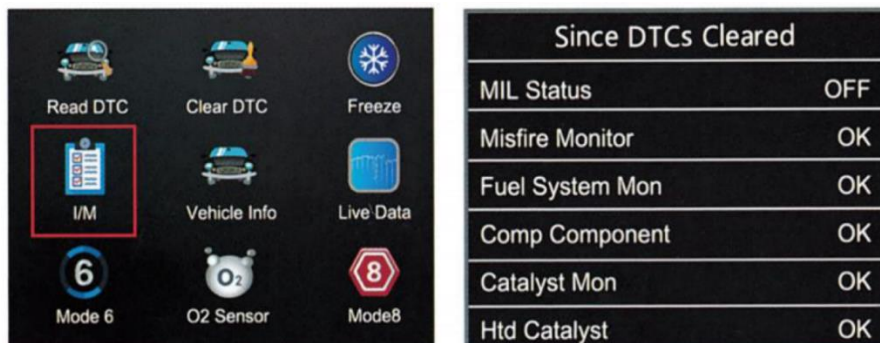 Read DTC
Clear DTC
Freeze
I/M
Vehicle Info
Live Data
6
Mode 6
O2
O2 Sensor
8
Mode8
Since DTCs Cleared
MIL Status OFF
Misfire Monitor OK
Fuel System Mon OK
Comp Component OK
Catalyst Mon OK
Htd Catalyst OK